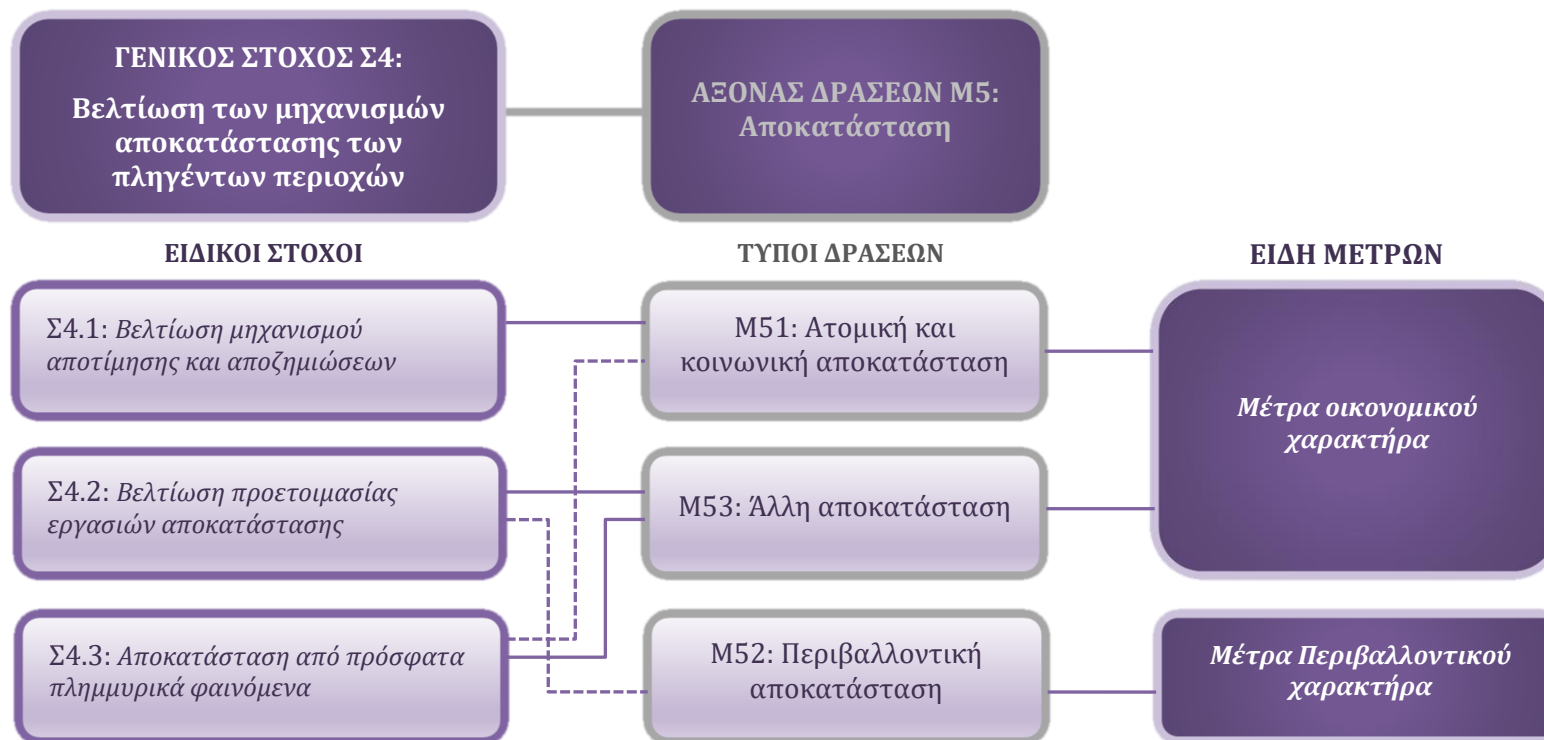 ΓΕΝΙΚΟΣ ΣΤΟΧΟΣ Σ4:
Βελτίωση των μηχανισμών
αποκατάστασης των
πληγέντων περιοχών
ΑΞΟΝΑΣ ΔΡΑΣΕΩΝ Μ5:
Αποκατάσταση
ΕΙΔΙΚΟΙ ΣΤΟΧΟΙ
ΤΥΠΟΙ ΔΡΑΣΕΩΝ
ΕΙΔΗ ΜΕΤΡΩΝ
Σ4.1: Βελτίωση μηχανισμού
αποτίμησης και αποζημιώσεων
Μ51: Ατομική και
κοινωνική αποκατάσταση
Μέτρα οικονομικού
χαρακτήρα
Σ4.2: Βελτίωση προετοιμασίας
εργασιών αποκατάστασης
Μ53: Άλλη αποκατάσταση
Σ4.3: Αποκατάσταση από πρόσφατα
πλημμυρικά φαινόμενα
Μ52: Περιβαλλοντική
αποκατάσταση
Μέτρα Περιβαλλοντικού
χαρακτήρα